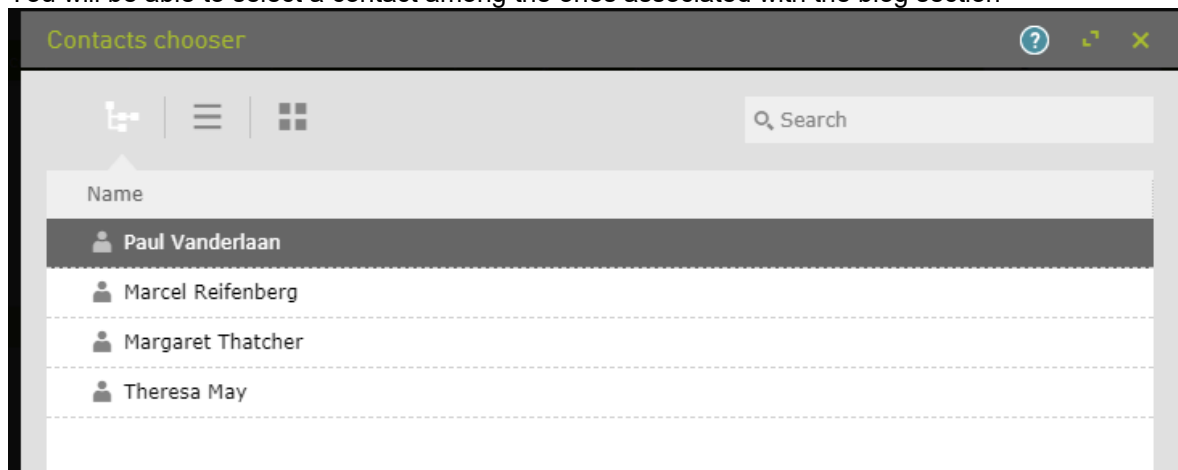 You will be able to select a contact among the ones associated with the blog section
Contacts chooser
?
Search
Name
Paul Vanderlaan
Marcel Reifenberg
Margaret Thatcher
Theresa May